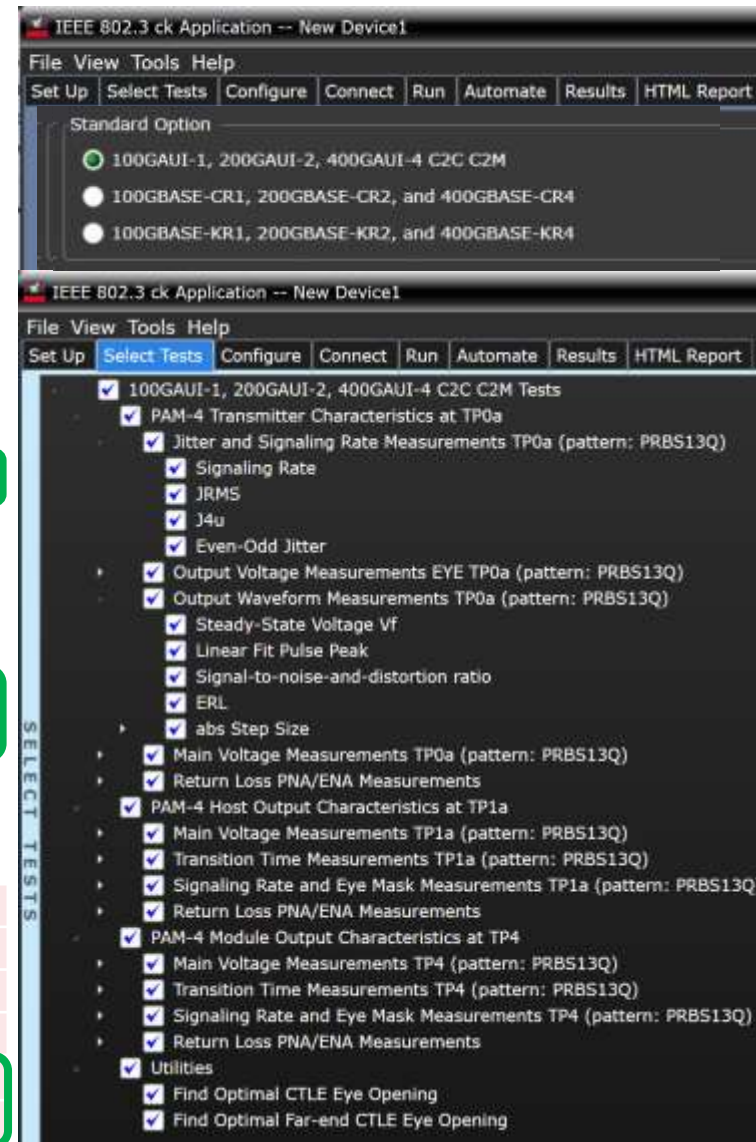 IEEE 802.3 ck Application -- New Device1
File View Tools Help
Set Up Select Tests Configure Connect Run Automate Results HTML Report
Standard Option
100GAUI-1, 200GAUI-2, 400GAUI-4 C2C C2M
100GBASE-CR1, 200GBASE-CR2, and 400GBASE-CR4
100GBASE-KR1, 200GBASE-KR2, and 400GBASE-KR4
IEEE 802.3 ck Application -- New Device1
File View Tools Help
Set Up Select Tests Configure Connect Run Automate Results HTML Report
SELECT TESTS
100GAUI-1, 200GAUI-2, 400GAUI-4 C2C C2M Tests
PAM-4 Transmitter Characteristics at TP0a
Jitter and Signaling Rate Measurements TP0a (pattern: PRBS13Q)
Signaling Rate
JRMS
J4u
Even-Odd Jitter
Output Voltage Measurements EYE TP0a (pattern: PRBS13Q)
Output Waveform Measurements TP0a (pattern: PRBS13Q)
Steady-State Voltage Vf
Linear Fit Pulse Peak
Signal-to-noise-and-distortion ratio
ERL
abs Step Size
Main Voltage Measurements TP0a (pattern: PRBS13Q)
Return Loss PNA/ENA Measurements
PAM-4 Host Output Characteristics at TP1a
Main Voltage Measurements TP1a (pattern: PRBS13Q)
Transition Time Measurements TP1a (pattern: PRBS13Q)
Signaling Rate and Eye Mask Measurements TP1a (pattern: PRBS13Q
Return Loss PNA/ENA Measurements
PAM-4 Module Output Characteristics at TP4
Main Voltage Measurements TP4 (pattern: PRBS13Q)
Transition Time Measurements TP4 (pattern: PRBS13Q)
Signaling Rate and Eye Mask Measurements TP4 (pattern: PRBS13Q)
Return Loss PNA/ENA Measurements
Utilities
Find Optimal CTLE Eye Opening
Find Optimal Far-end CTLE Eye Opening